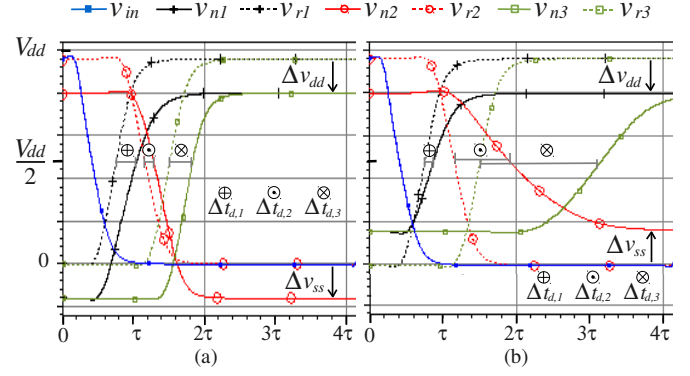 v_in v_n1 v_r1 v_n2 v_r2 v_n3 v_r3
V_dd
V_dd
2
0
Δv_dd
Δt_d,1 Δt_d,2 Δt_d,3
Δv_ss
0 τ 2τ 3τ 4τ
(a)
Δv_dd
Δv_ss
Δt_d,1 Δt_d,2 Δt_d,3
0 τ 2τ 3τ 4τ
(b)